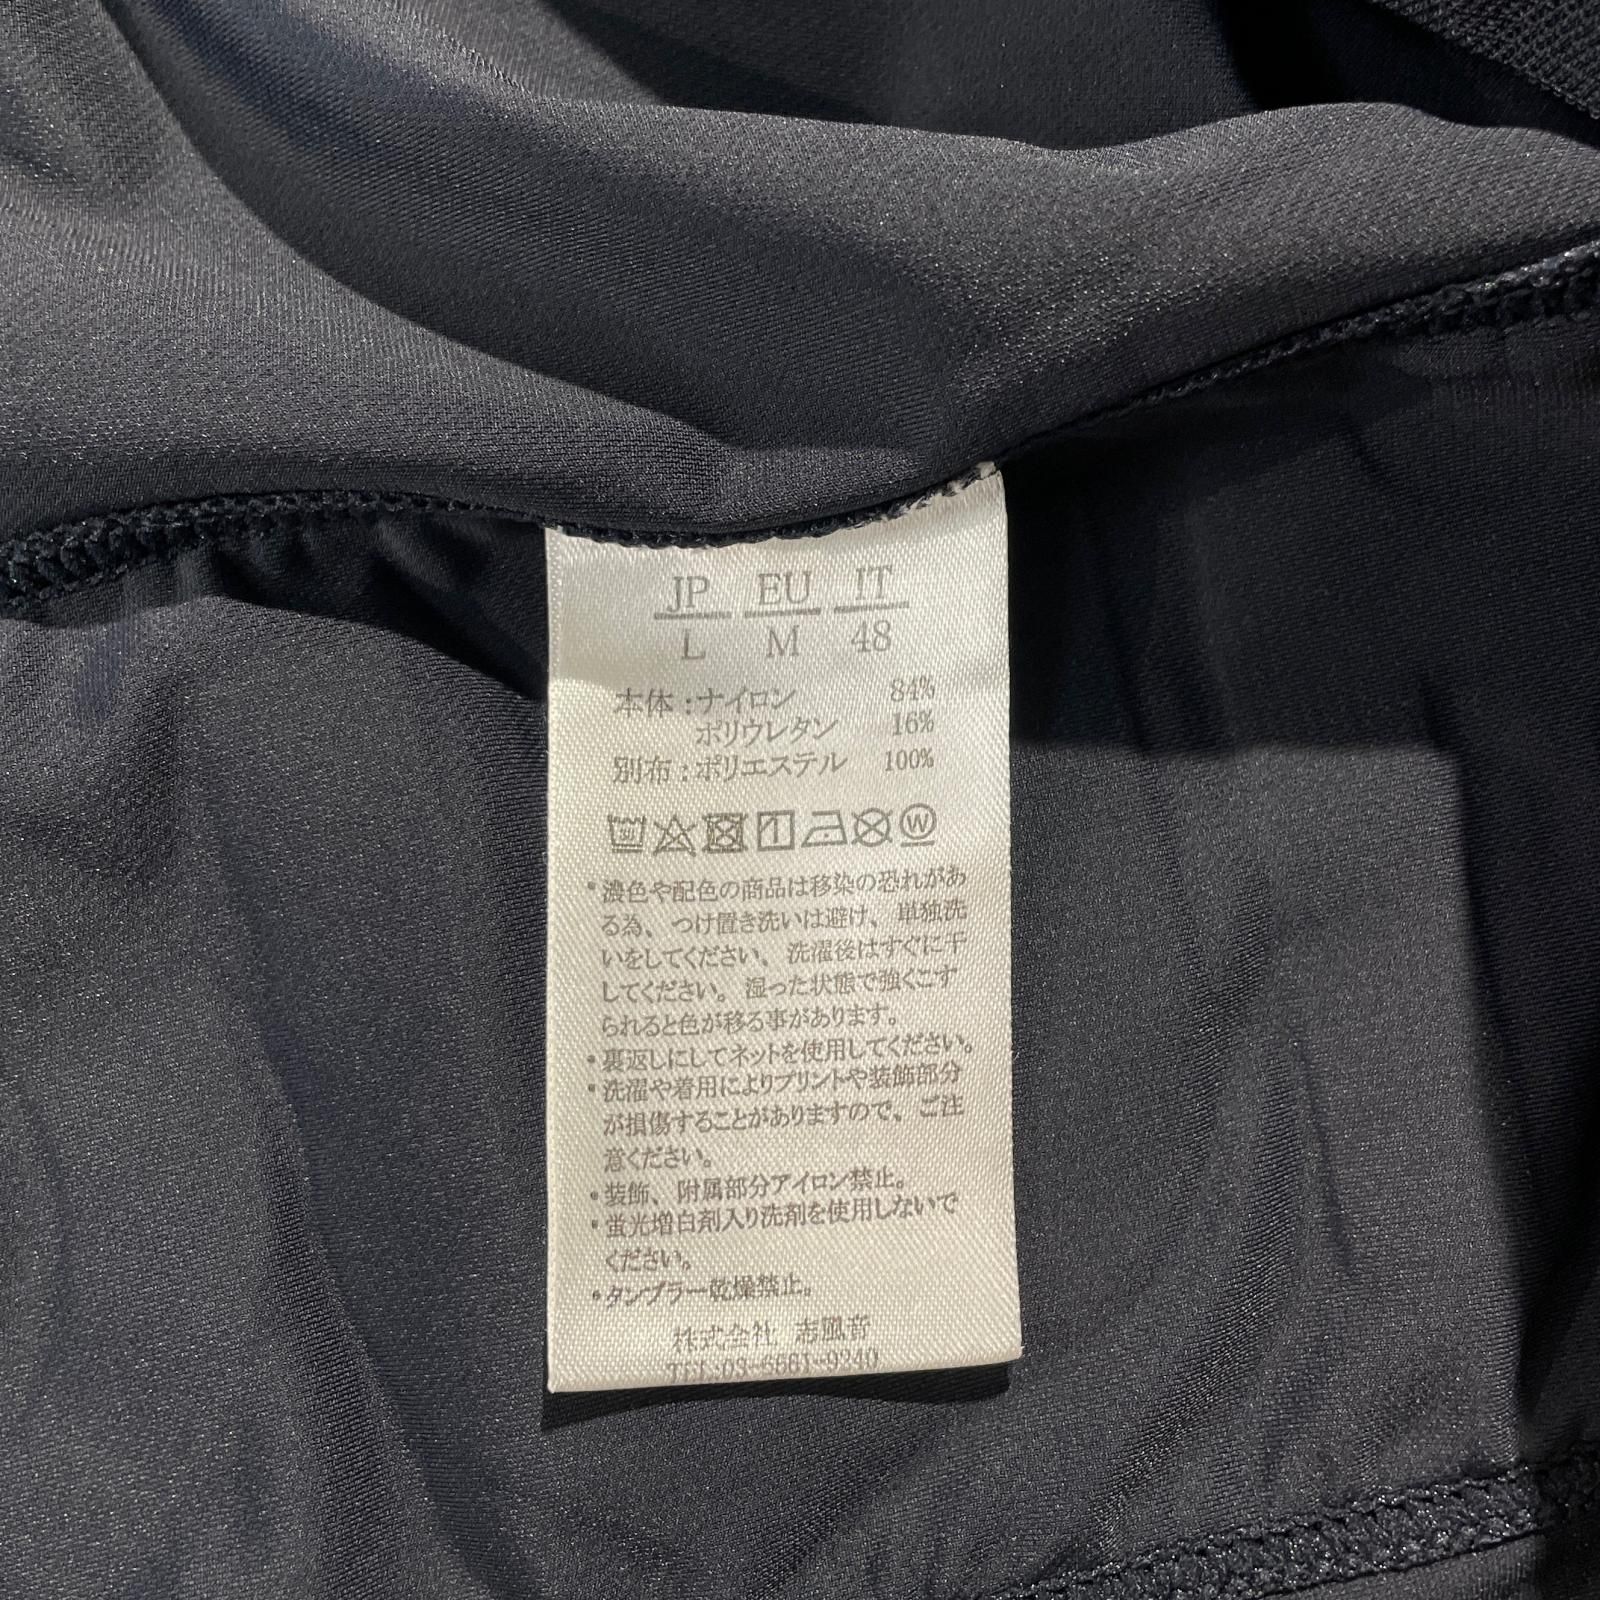 JP EU IT
L M 48
本体：ナイロン 84%
ポリウレタン 16%
別布：ポリエステル 100%
W
・濃色や配色の商品は移染の恐れがあ
る為、つけ置き洗いは避け、単独洗
いをしてください、洗濯後はすぐに干
してください。湿った状態で強くこす
られると色が移る事があります。
・裏返しにしてネットを使用してください。
・洗濯や着用によりプリントや装飾部分
が損傷することがありますので、ご注
意ください。
・装飾、附属部分アイロン禁止。
・蛍光増白剤入り洗剤を使用しないで
ください。
・タンブラー乾燥禁止。
株式会社 志風音
TEL:03-6661-9240